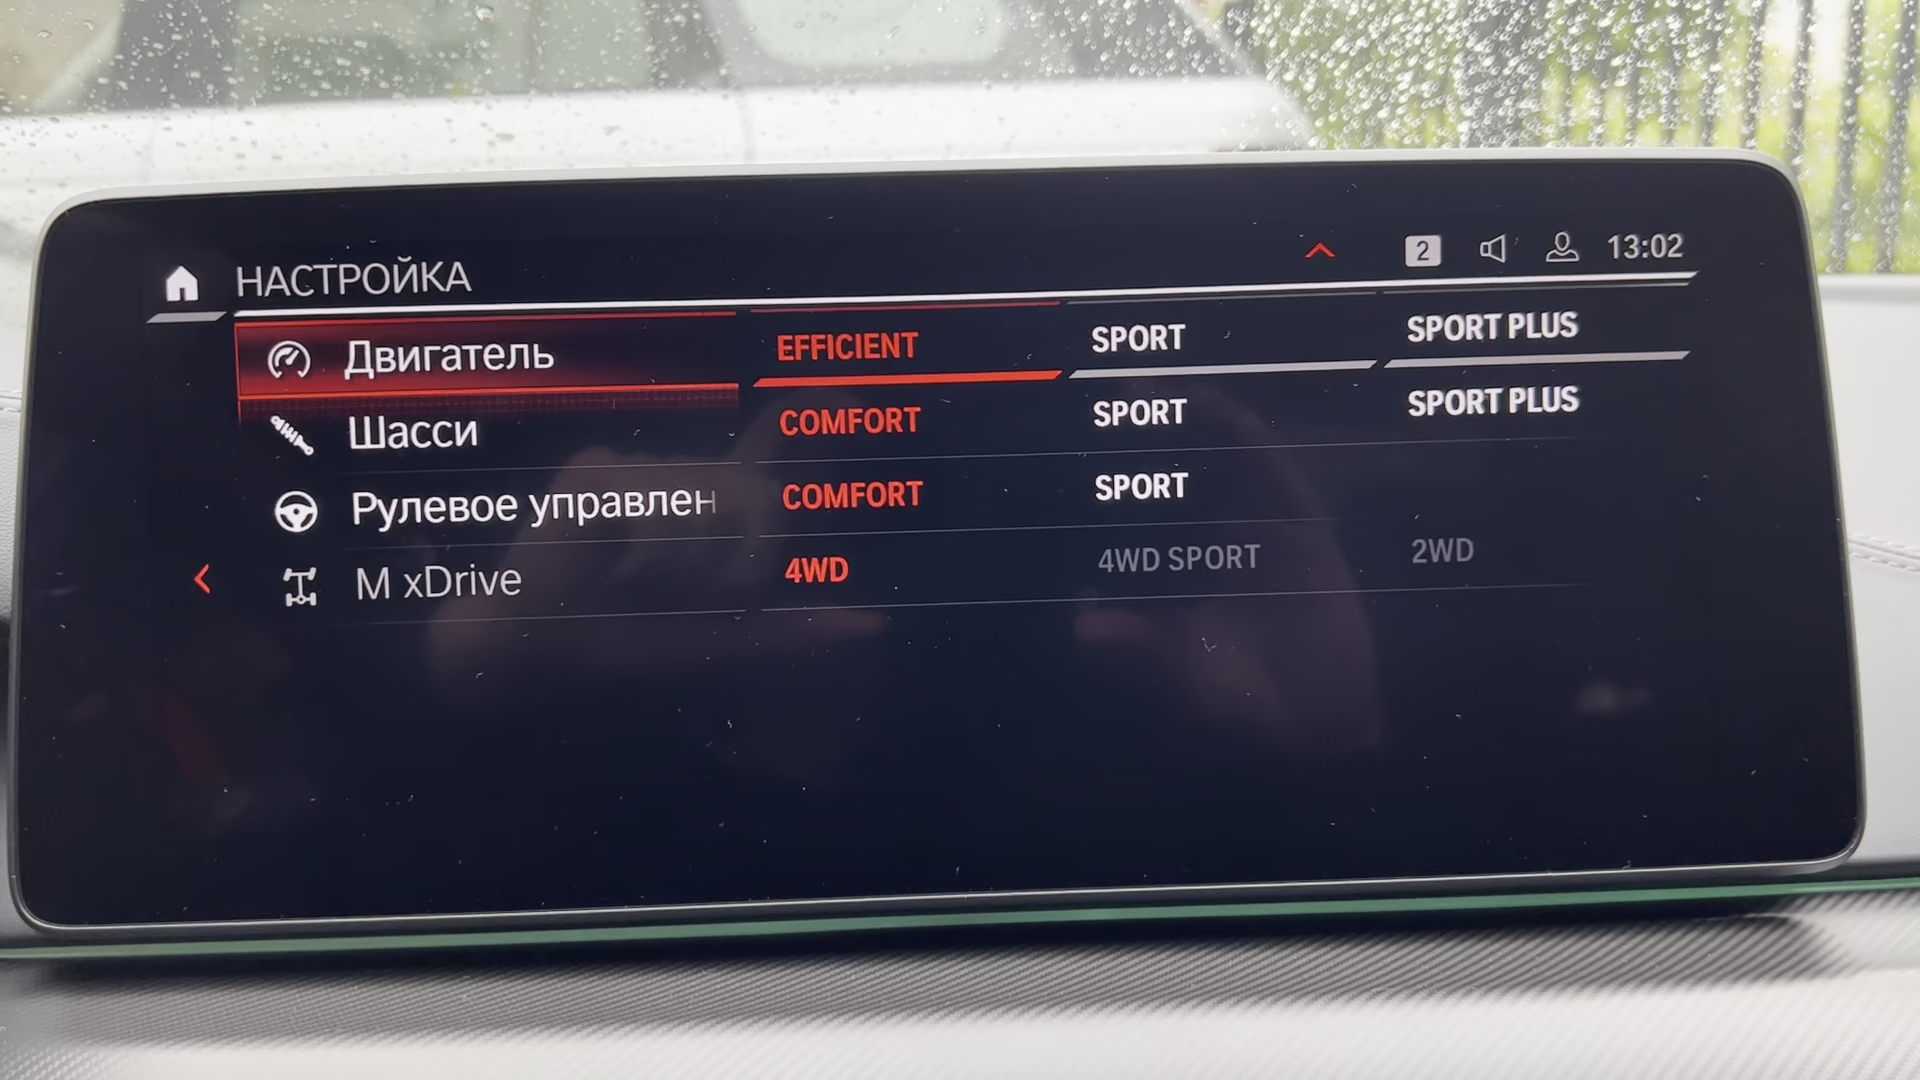 НАСТРОЙКА 2 13:02
Двигатель EFFICIENT SPORT SPORT PLUS
Шасси COMFORT SPORT SPORT PLUS
Рулевое управлен COMFORT SPORT
M xDrive 4WD 4WD SPORT 2WD